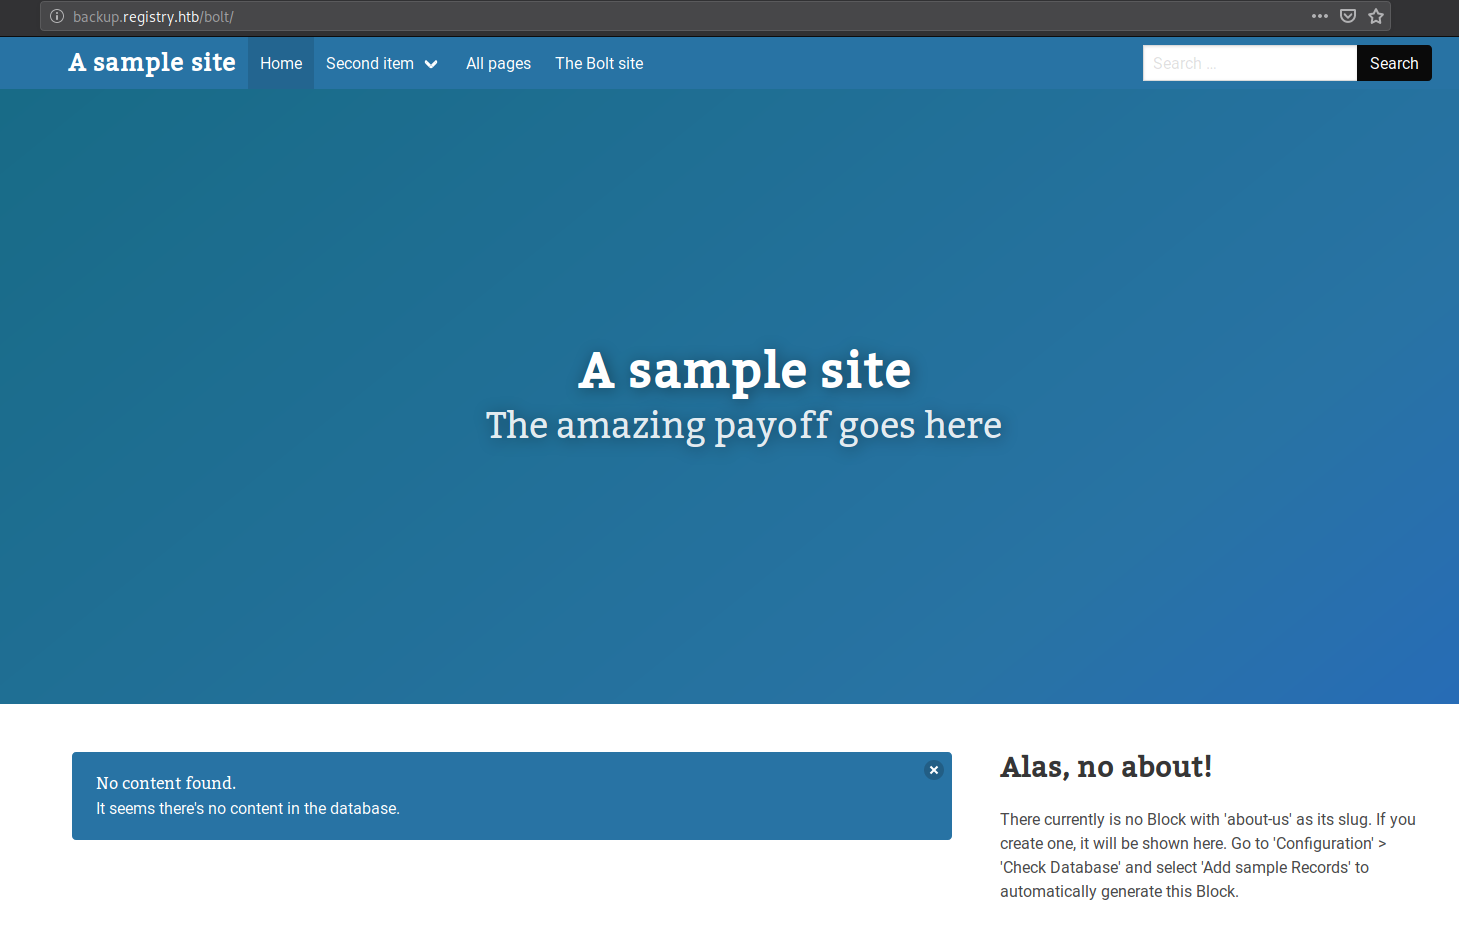 backup.registry.htb/bolt/
A sample site Home Second item All pages The Bolt site Search ... Search
A sample site
The amazing payoff goes here
No content found.
It seems there's no content in the database.
Alas, no about!
There currently is no Block with 'about-us' as its slug. If you
create one, it will be shown here. Go to 'Configuration' >
'Check Database' and select 'Add sample Records' to
automatically generate this Block.